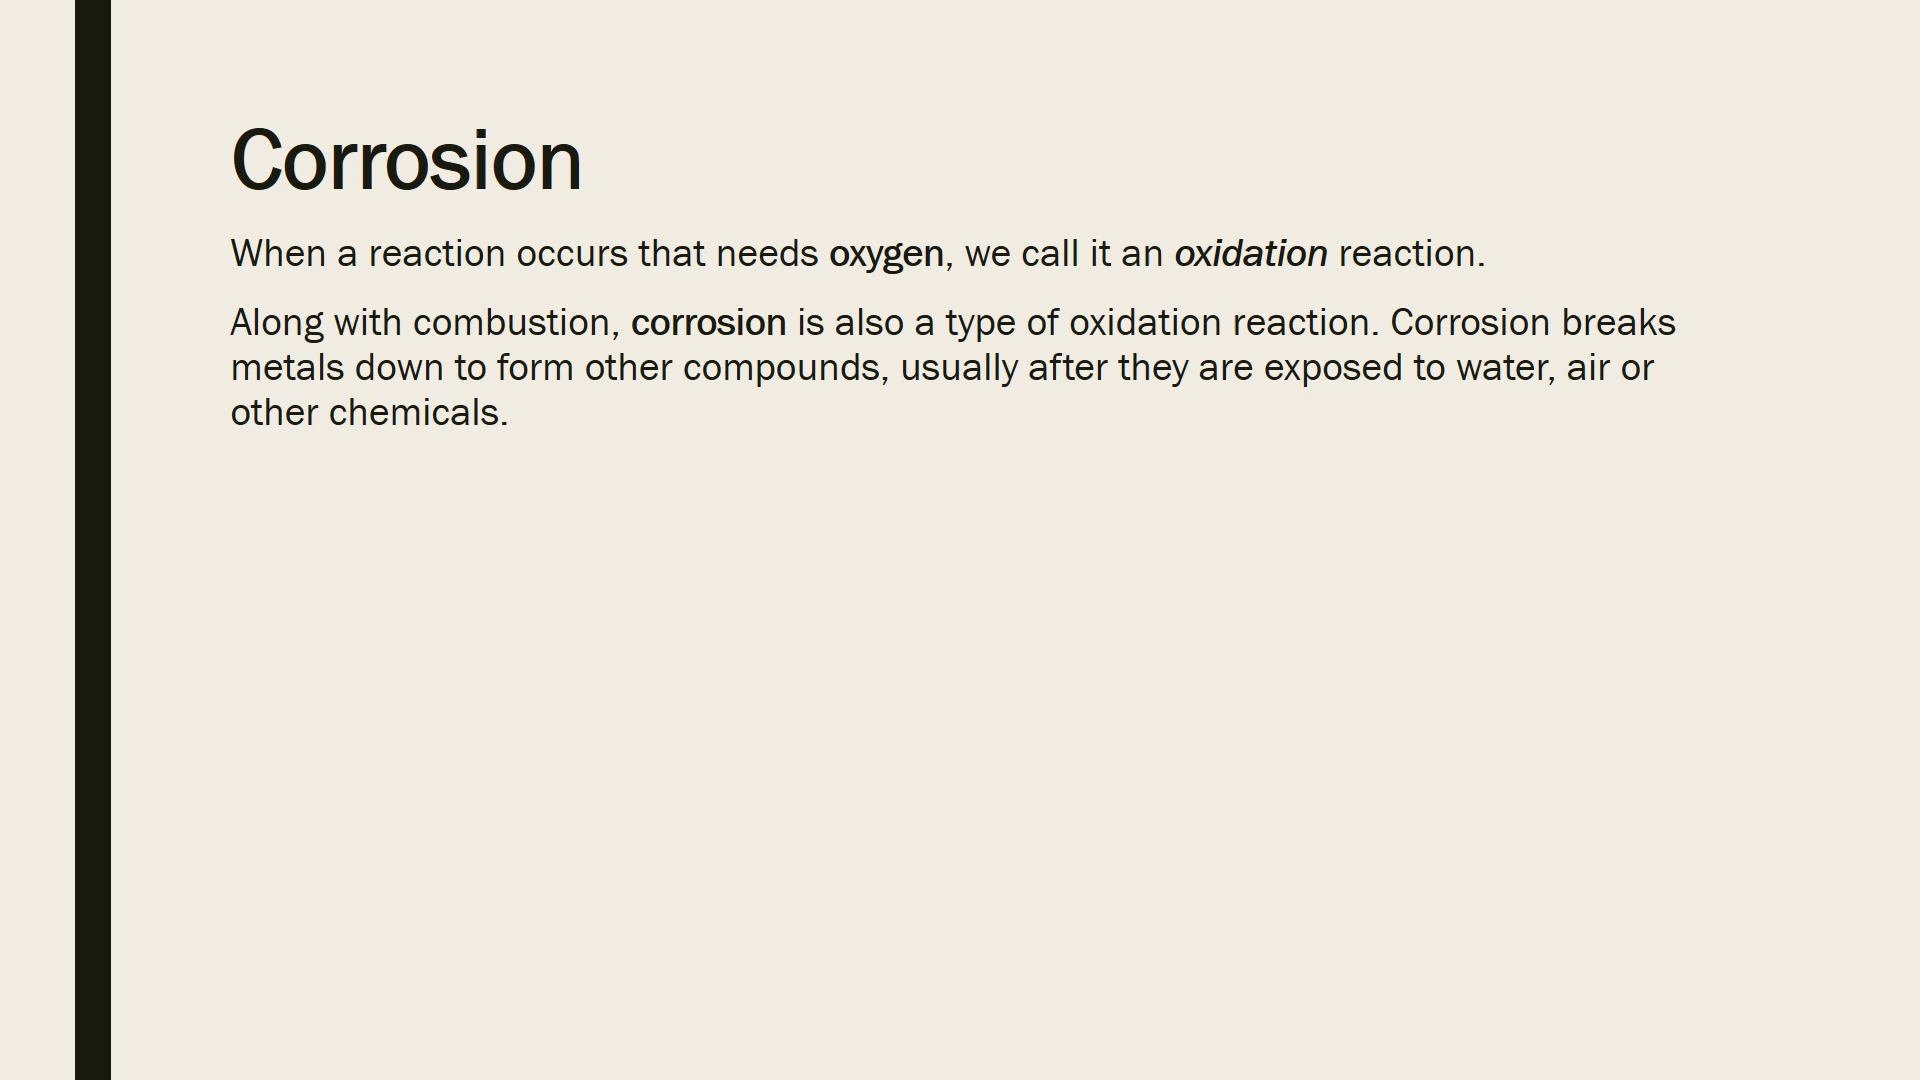 Corrosion
When a reaction occurs that needs oxygen, we call it an oxidation reaction.
Along with combustion, corrosion is also a type of oxidation reaction. Corrosion breaks
metals down to form other compounds, usually after they are exposed to water, air or
other chemicals.